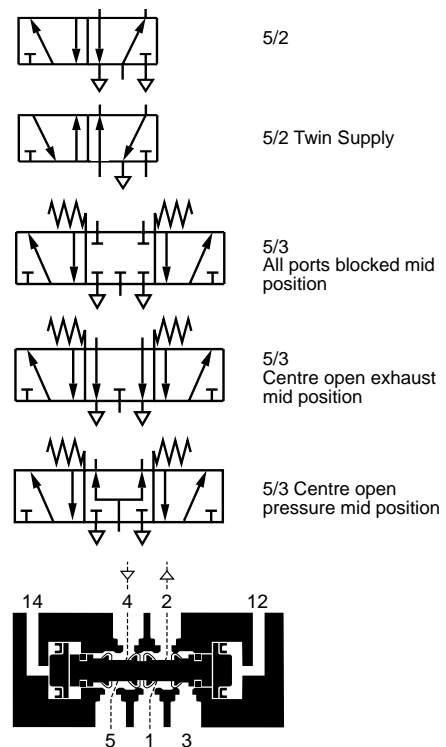 5/2
5/2 Twin Supply
5/3
All ports blocked mid
position
5/3
Centre open exhaust
mid position
5/3 Centre open
pressure mid position
14 4 2 12
5 1 3